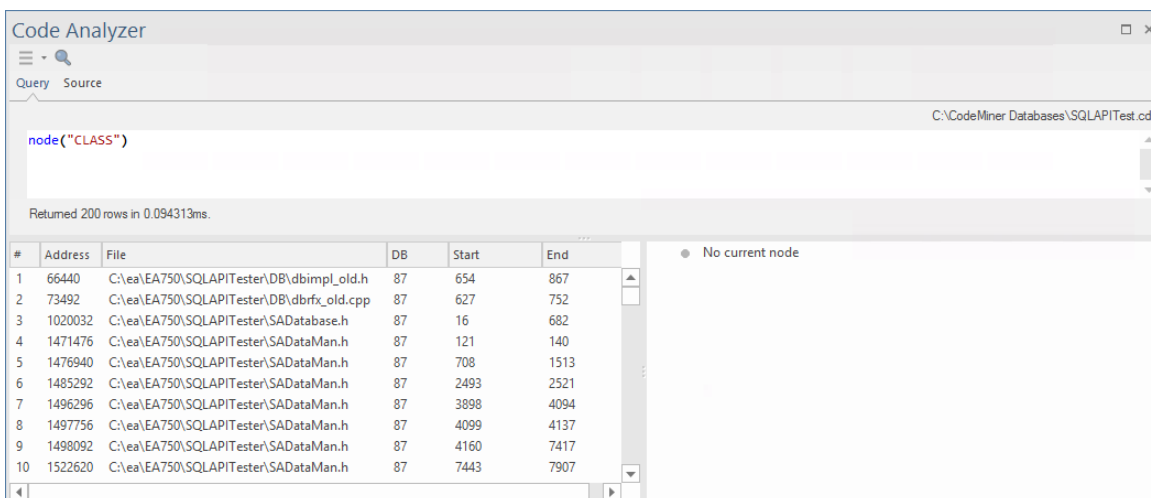 Code Analyzer
Query Source
C:\CodeMiner Databases\SQLAPITest.cd
node("CLASS")
Returned 200 rows in 0.094313ms.
# Address File DB Start End
No current node
1 66440 C:\ea\EA750\SQLAPITester\DB\dbimpl_old.h 87 654 867
2 73492 C:\ea\EA750\SQLAPITester\DB\dbrfx_old.cpp 87 627 752
3 1020032 C:\ea\EA750\SQLAPITester\SADatabase.h 87 16 682
4 1471476 C:\ea\EA750\SQLAPITester\SADataMan.h 87 121 140
5 1476940 C:\ea\EA750\SQLAPITester\SADataMan.h 87 708 1513
6 1485292 C:\ea\EA750\SQLAPITester\SADataMan.h 87 2493 2521
7 1496296 C:\ea\EA750\SQLAPITester\SADataMan.h 87 3898 4094
8 1497756 C:\ea\EA750\SQLAPITester\SADataMan.h 87 4099 4137
9 1498092 C:\ea\EA750\SQLAPITester\SADataMan.h 87 4160 7417
10 1522620 C:\ea\EA750\SQLAPITester\SADataMan.h 87 7443 7907